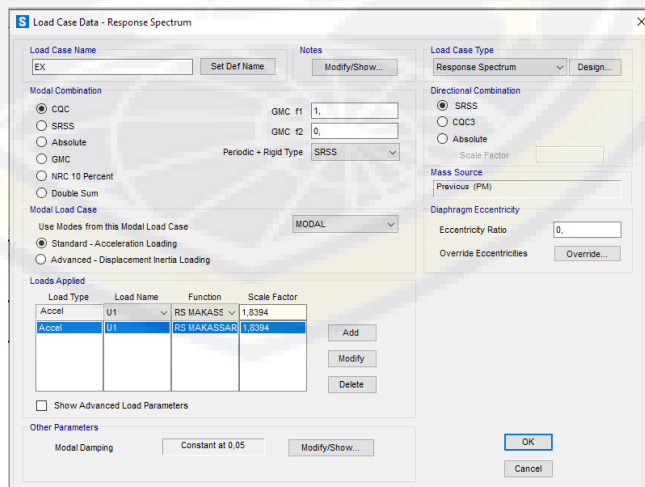 S Load Case Data - Response Spectrum
Load Case Name
EX
Set Def Name
Notes
Modify/Show...
Load Case Type
Response Spectrum
Design...
Modal Combination
CQC
SRSS
Absolute
GMC
NRC 10 Percent
Double Sum
GMC f1 1,
GMC f2 0,
Periodic + Rigid Type SRSS
Directional Combination
SRSS
CQC3
Absolute
Scale Factor
Mass Source
Previous (PM)
Modal Load Case
Use Modes from this Modal Load Case MODAL
Standard - Acceleration Loading
Advanced - Displacement Inertia Loading
Diaphragm Eccentricity
Eccentricity Ratio 0,
Override Eccentricities Override...
Loads Applied
Load Type Load Name Function Scale Factor
Accel U1 RS MAKASS 1,8394
Accel U1 RS MAKASSAR 1,8394
Add
Modify
Delete
Show Advanced Load Parameters
Other Parameters
Modal Damping Constant at 0,05 Modify/Show...
OK
Cancel